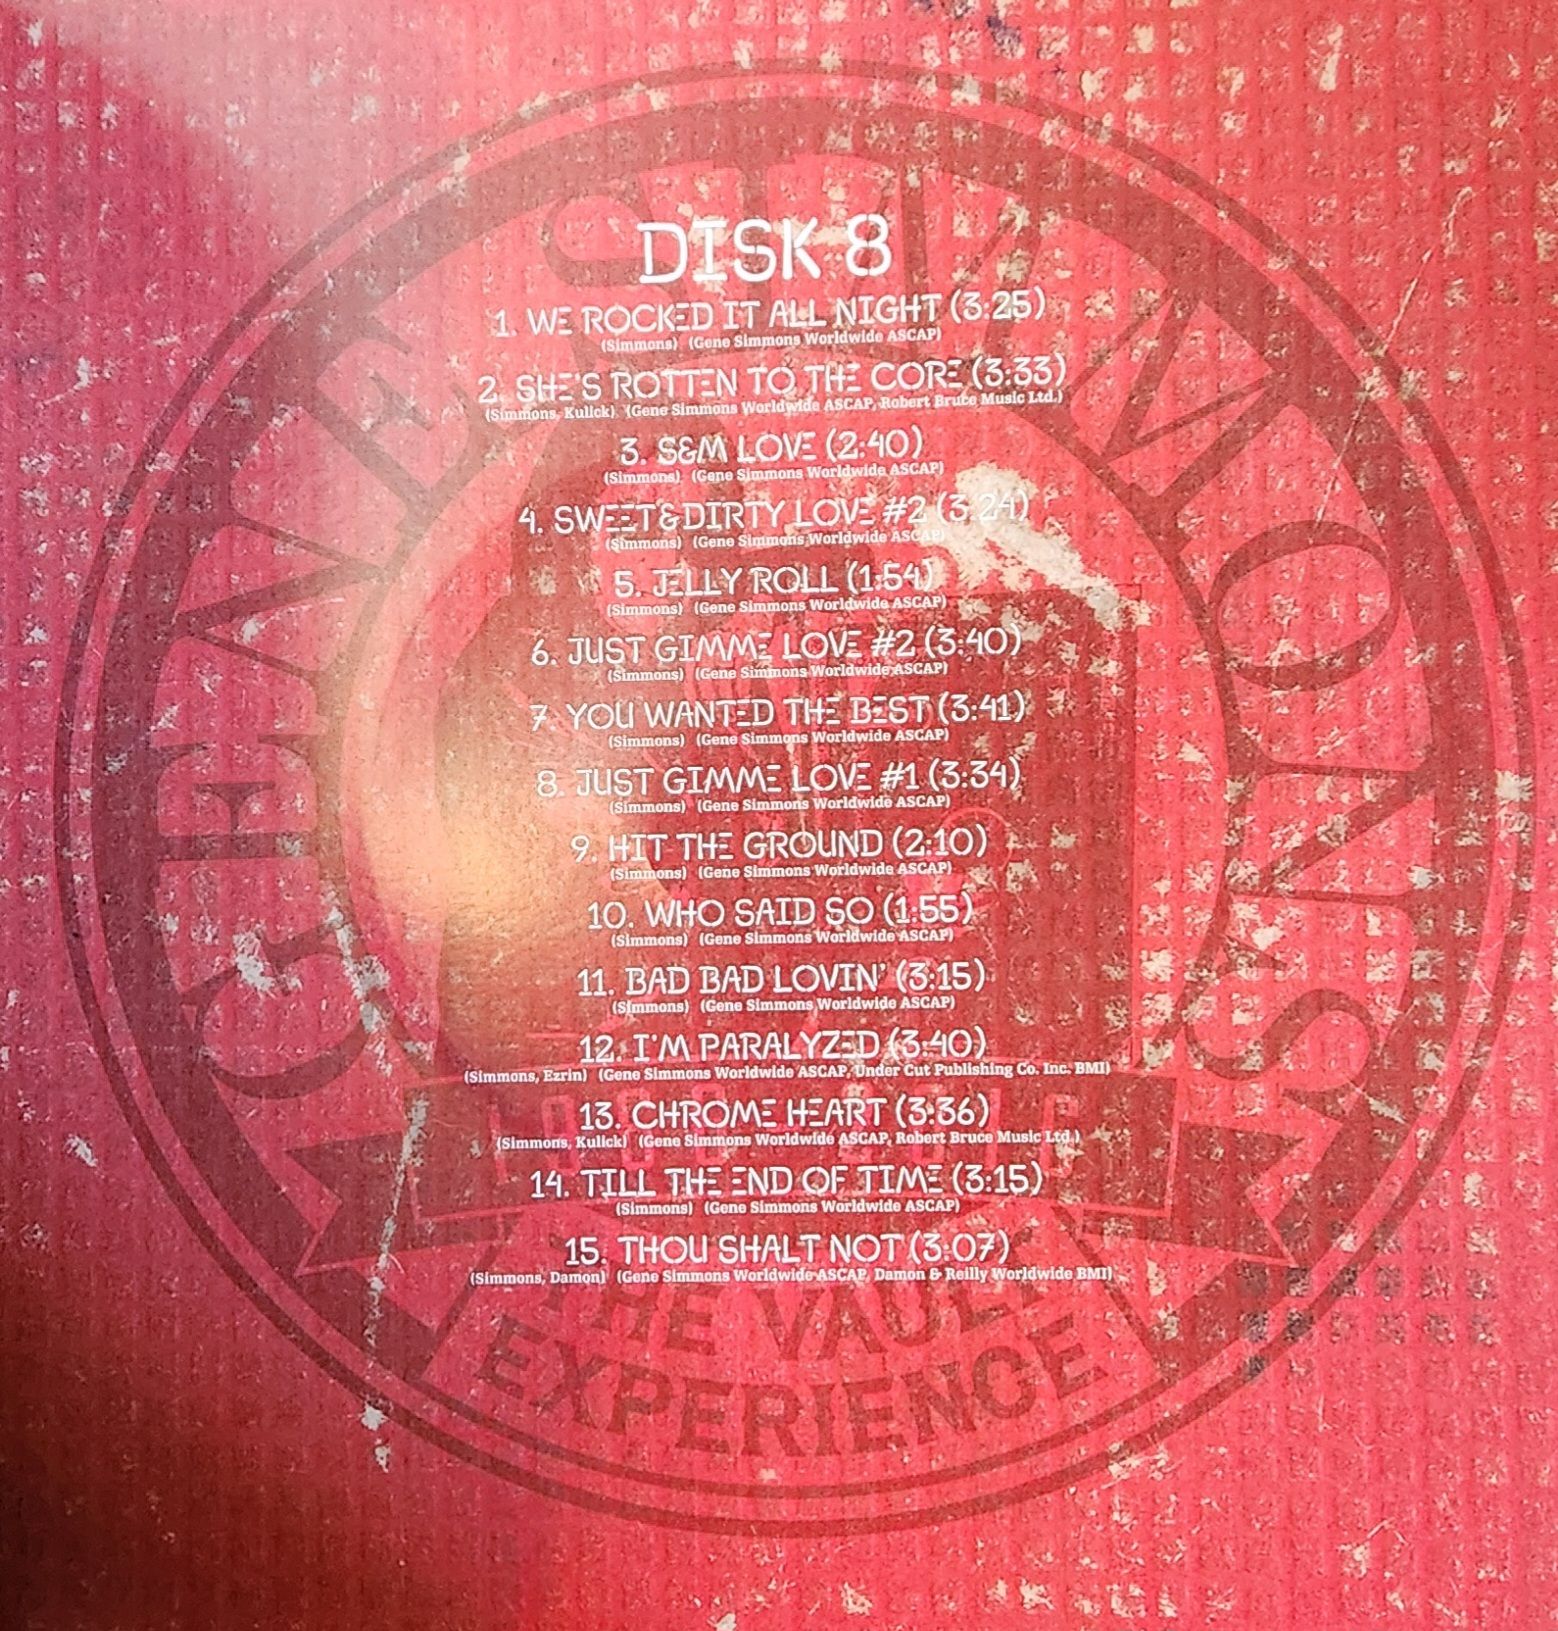 DISK 8
1. WE ROCKED IT ALL NIGHT (3:25)
(Simmons) (Gene Simmons Worldwide ASCAP)
2. SHE'S ROTTEN TO THE CORE (3:33)
(Simmons, Kulick) (Gene Simmons Worldwide ASCAP, Robert Bruce Music Ltd.)
3. S&M LOVE (2:40)
(Simmons) (Gene Simmons Worldwide ASCAP)
4. SWEET&DIRTY LOVE #2 (3:24)
(Simmons) (Gene Simmons Worldwide ASCAP)
5. JELLY ROLL (1:54)
(Simmons) (Gene Simmons Worldwide ASCAP)
6. JUST GIMME LOVE #2 (3:40)
(Simmons) (Gene Simmons Worldwide ASCAP)
7. YOU WANTED THE BEST (3:41)
(Simmons) (Gene Simmons Worldwide ASCAP)
8. JUST GIMME LOVE #1 (3:34)
(Simmons) (Gene Simmons Worldwide ASCAP)
9. HIT THE GROUND (2:10)
(Simmons) (Gene Simmons Worldwide ASCAP)
10. WHO SAID SO (1:55)
(Simmons) (Gene Simmons Worldwide ASCAP)
11. BAD BAD LOVIN' (3:15)
(Simmons) (Gene Simmons Worldwide ASCAP)
12. I'M PARALYZED (3:40)
(Simmons, Ezrin) (Gene Simmons Worldwide ASCAP, Under Cut Publishing Co. Inc. BMI)
13. CHROME HEART (3:36)
(Simmons, Kulick) (Gene Simmons Worldwide ASCAP, Robert Bruce Music Ltd.)
14. TILL THE END OF TIME (3:15)
(Simmons) (Gene Simmons Worldwide ASCAP)
15. THOU SHALT NOT (3:07)
(Simmons, Damon) (Gene Simmons Worldwide ASCAP, Damon & Reilly Worldwide BMI)
GENE SIMMONS
THE VAULT
EXPERIENCE